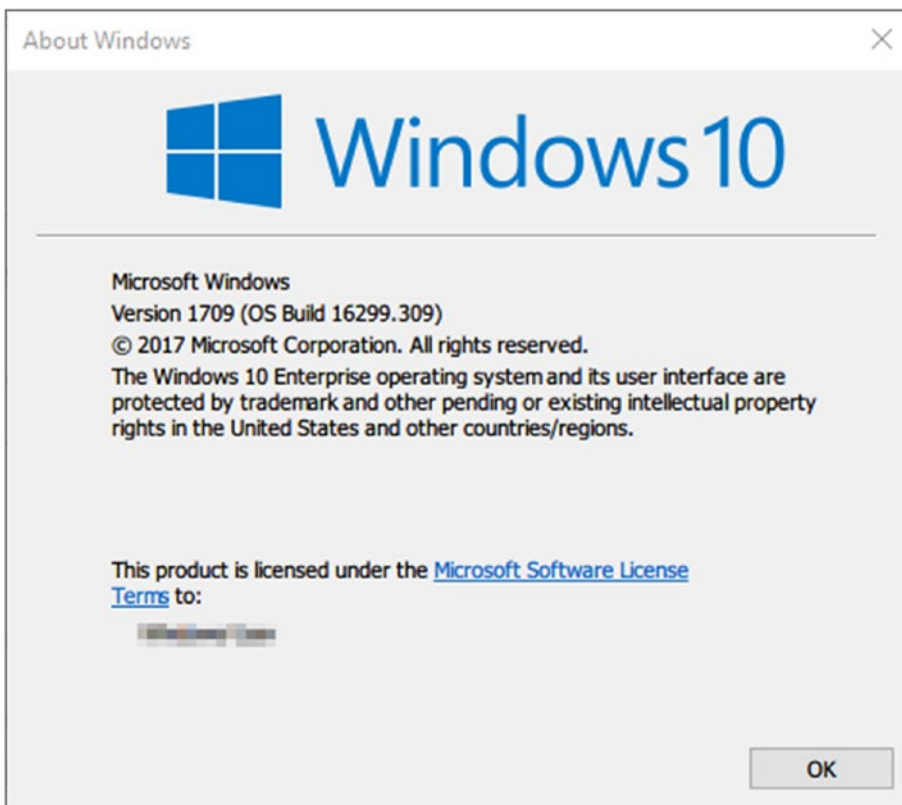 About Windows
Windows 10
Microsoft Windows
Version 1709 (OS Build 16299.309)
© 2017 Microsoft Corporation. All rights reserved.
The Windows 10 Enterprise operating system and its user interface are
protected by trademark and other pending or existing intellectual property
rights in the United States and other countries/regions.
This product is licensed under the Microsoft Software License
Terms to:
OK